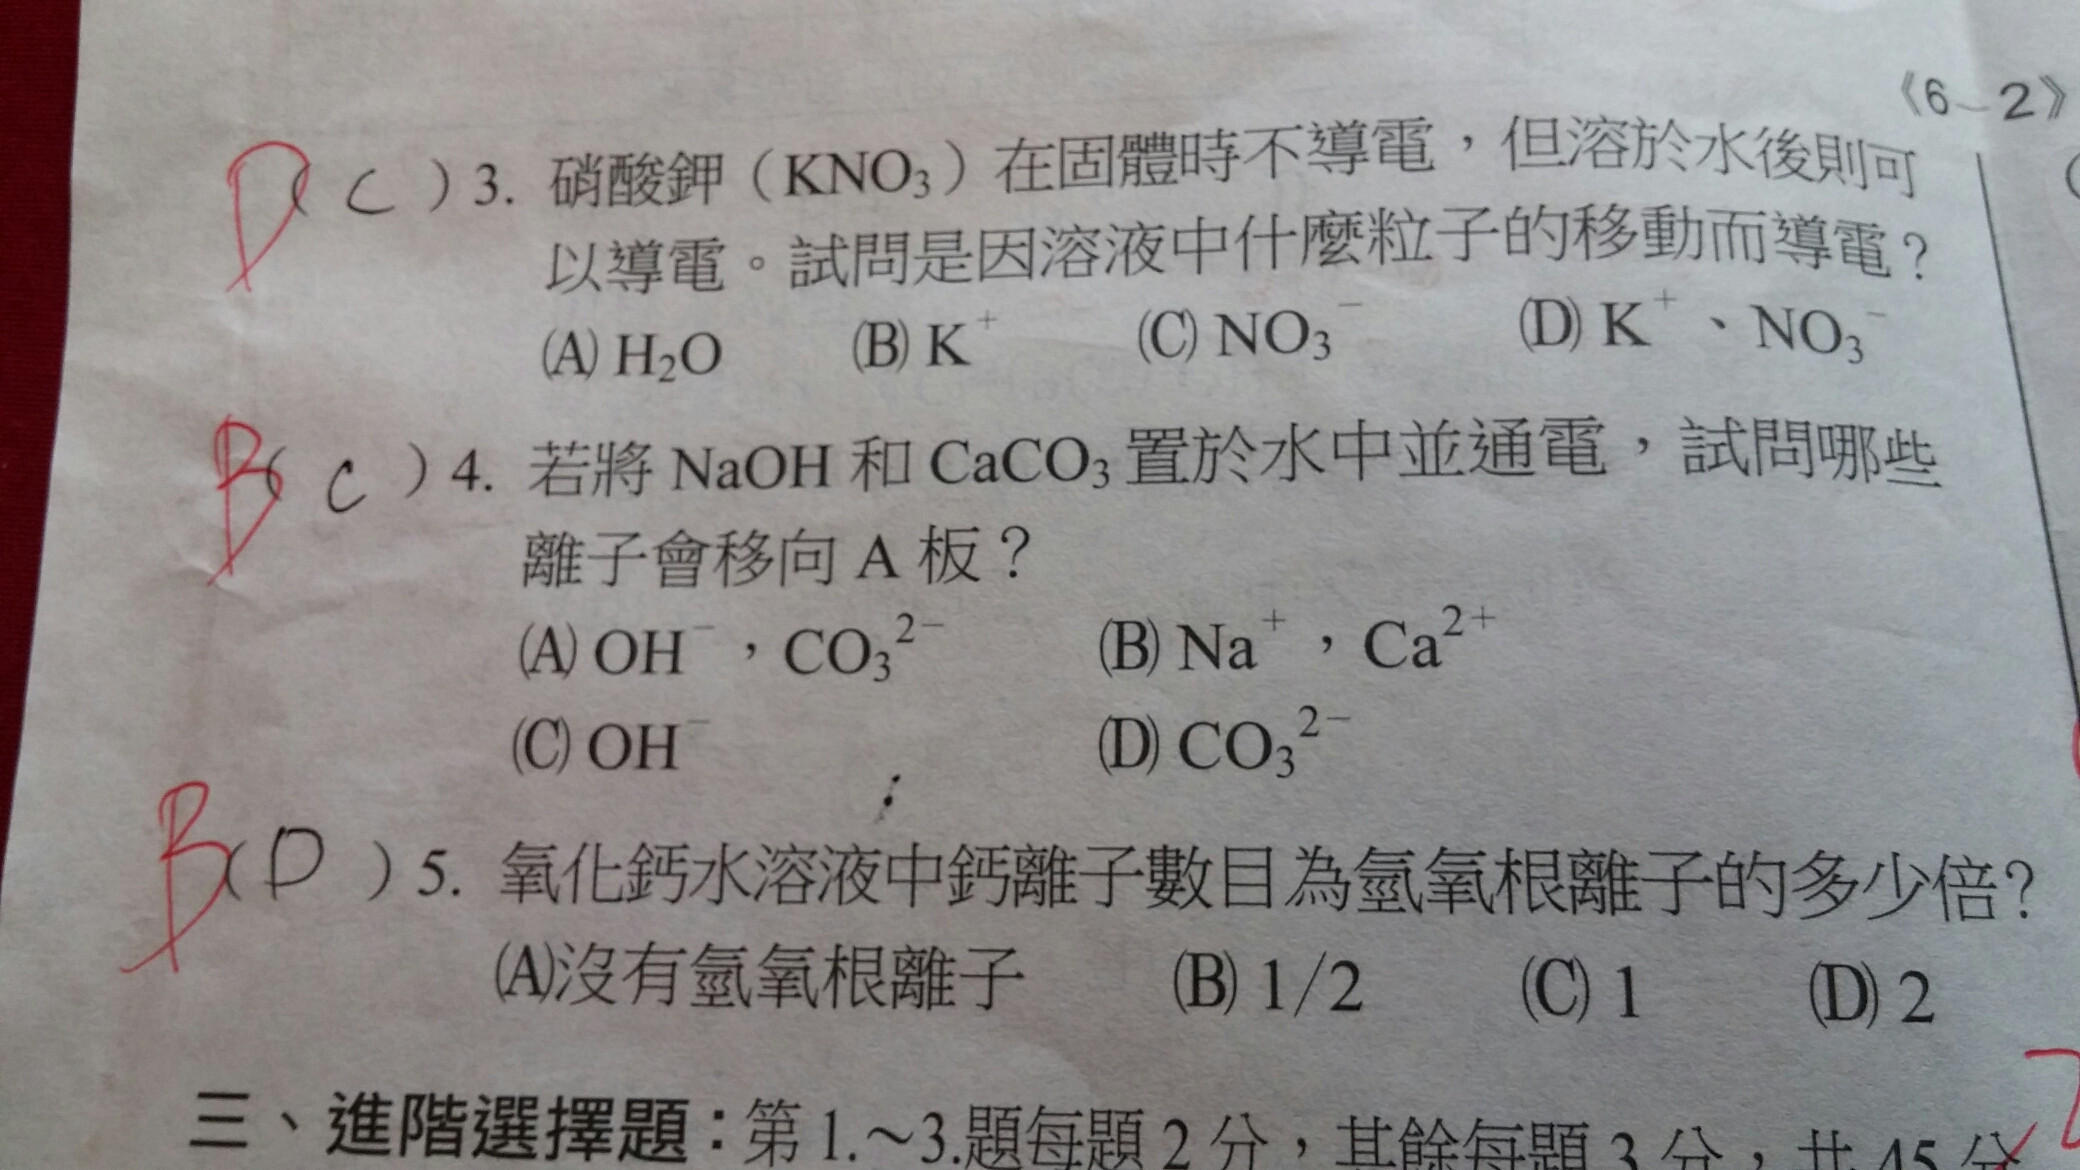 《6~2》
D(C)3. 硝酸鉀（KNO₃）在固體時不導電，但溶於水後則可
以導電。試問是因溶液中什麼粒子的移動而導電？
(A) H₂O (B) K⁺ (C) NO₃⁻ (D) K⁺、NO₃⁻
B(C)4. 若將 NaOH 和 CaCO₃ 置於水中並通電，試問哪些
離子會移向 A 板？
(A) OH⁻，CO₃²⁻ (B) Na⁺，Ca²⁺
(C) OH⁻ (D) CO₃²⁻
B(D)5. 氧化鈣水溶液中鈣離子數目為氫氧根離子的多少倍？
(A)沒有氫氧根離子 (B) 1/2 (C) 1 (D) 2
三、進階選擇題：第 1.～3.題每題 2 分，其餘每題 3 分，共 45 分